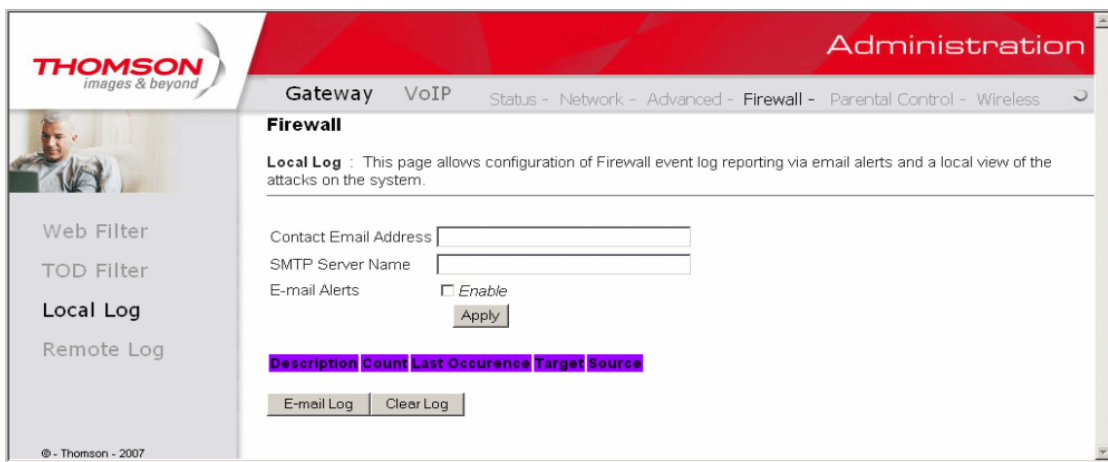 THOMSON
images & beyond
Administration
Gateway VoIP Status - Network - Advanced - Firewall - Parental Control - Wireless
Firewall
Local Log : This page allows configuration of Firewall event log reporting via email alerts and a local view of the
attacks on the system.
Web Filter
TOD Filter
Local Log
Remote Log
Contact Email Address
SMTP Server Name
E-mail Alerts Enable
Apply
Description Count Last Occurence Target Source
E-mail Log Clear Log
© - Thomson - 2007